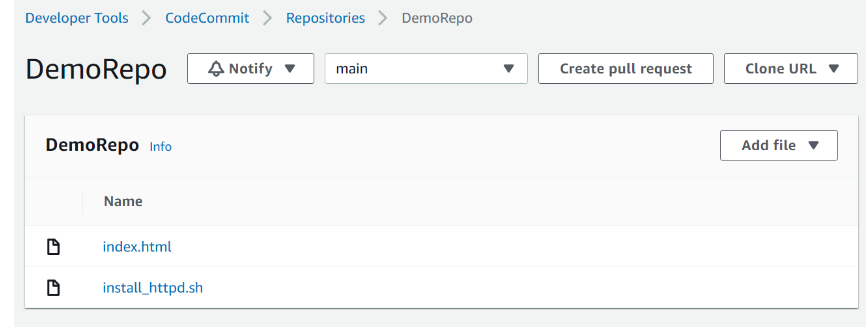 Developer Tools > CodeCommit > Repositories > DemoRepo
DemoRepo Notify main Create pull request Clone URL
DemoRepo Info Add file
Name
index.html
install_httpd.sh